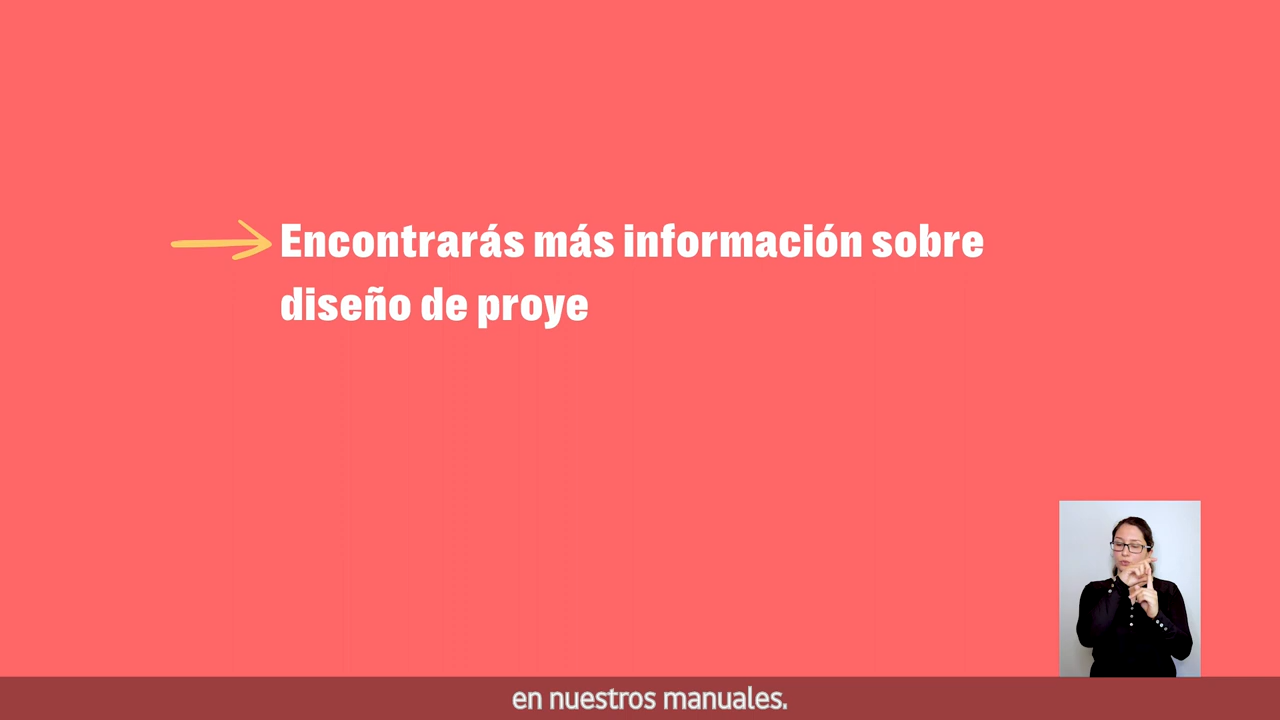 Encontrarás más información sobre
diseño de proye
en nuestros manuales.